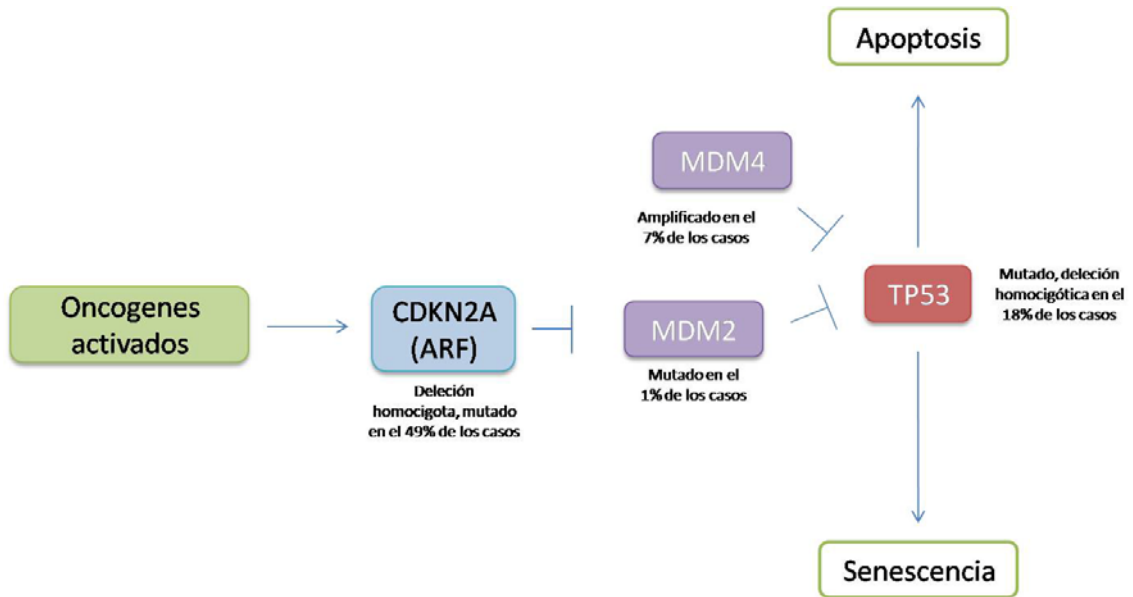 Apoptosis
MDM4
Amplificado en el
7% de los casos
Oncogenes
activados
CDKN2A
(ARF)
Deleción
homocigota, mutado
en el 49% de los casos
MDM2
Mutado en el
1% de los casos
TP53
Mutado, deleción
homocigótica en el
18% de los casos
Senescencia